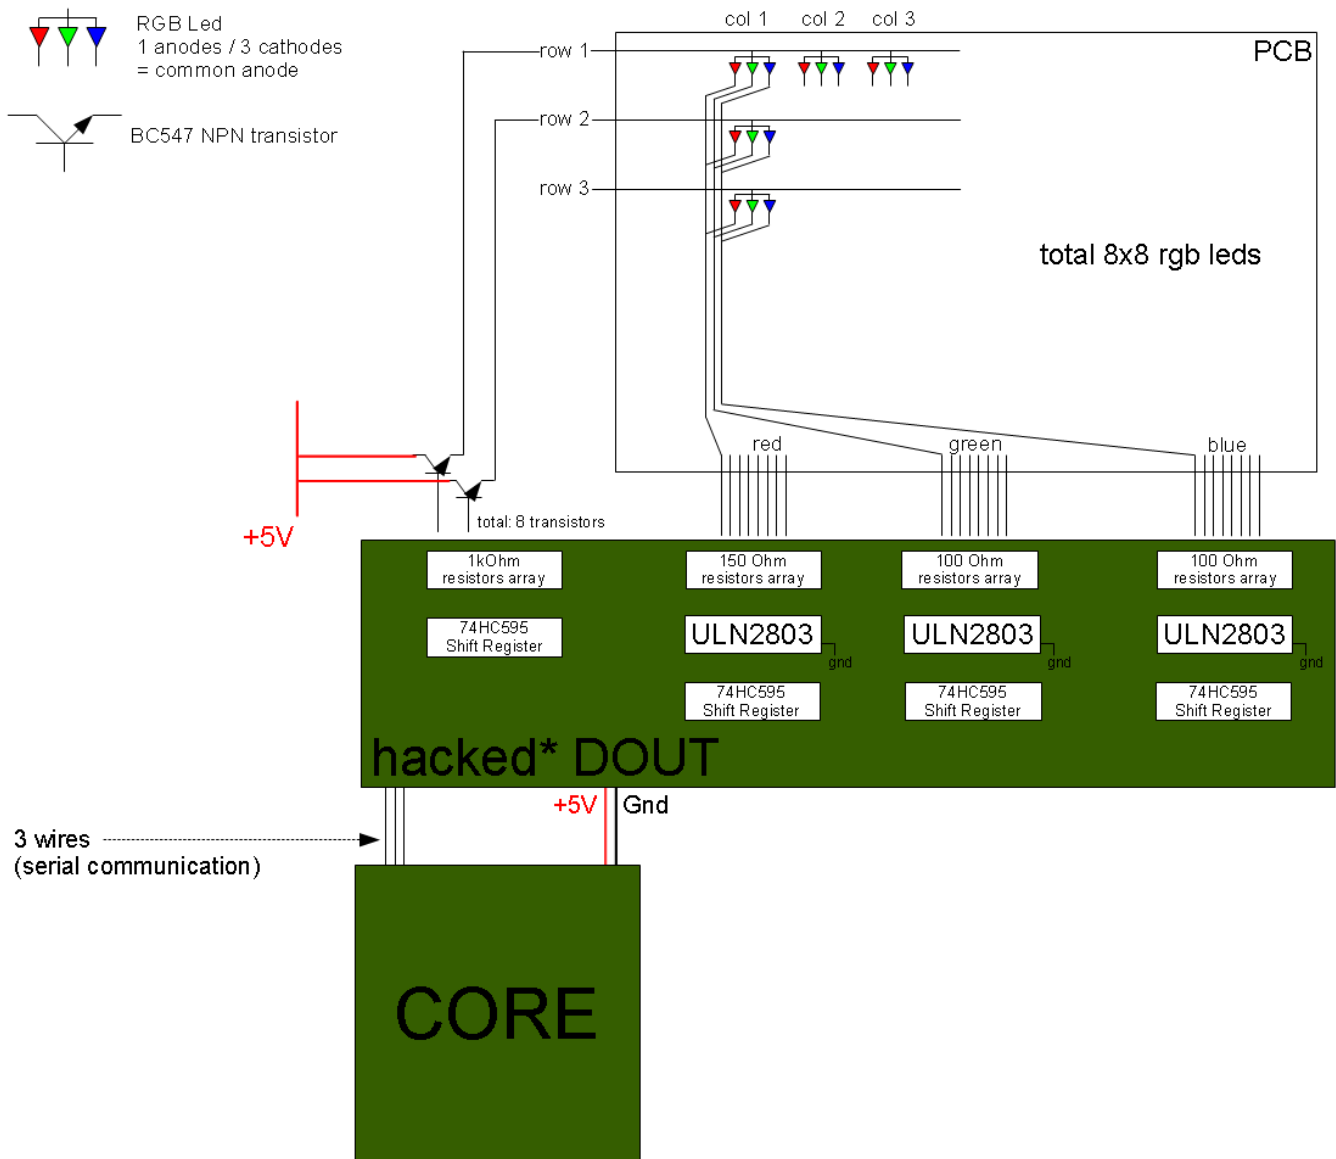 RGB Led
1 anodes / 3 cathodes
= common anode
BC547 NPN transistor
col 1 col 2 col 3
PCB
row 1
row 2
row 3
total 8x8 rgb leds
red green blue
+5V
total: 8 transistors
1kOhm
resistors array
150 Ohm
resistors array
100 Ohm
resistors array
100 Ohm
resistors array
74HC595
Shift Register
ULN2803
gnd
ULN2803
gnd
ULN2803
gnd
74HC595
Shift Register
74HC595
Shift Register
74HC595
Shift Register
hacked* DOUT
+5V Gnd
3 wires
(serial communication)
CORE